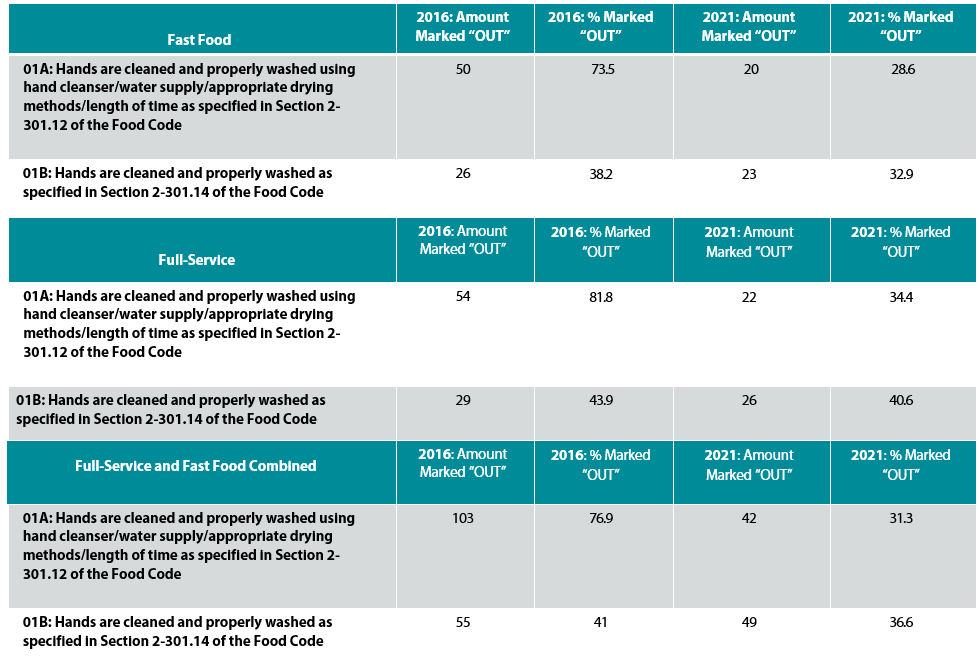 Fast Food
2016: Amount
Marked “OUT”
2016: % Marked
“OUT”
2021: Amount
Marked “OUT”
2021: % Marked
“OUT”
01A: Hands are cleaned and properly washed using
hand cleanser/water supply/appropriate drying
methods/length of time as specified in Section 2-
301.12 of the Food Code
50
73.5
20
28.6
01B: Hands are cleaned and properly washed as
specified in Section 2-301.14 of the Food Code
26
38.2
23
32.9
Full-Service
2016: Amount
Marked “OUT”
2016: % Marked
“OUT”
2021: Amount
Marked “OUT”
2021: % Marked
“OUT”
01A: Hands are cleaned and properly washed using
hand cleanser/water supply/appropriate drying
methods/length of time as specified in Section 2-
301.12 of the Food Code
54
81.8
22
34.4
01B: Hands are cleaned and properly washed as
specified in Section 2-301.14 of the Food Code
29
43.9
26
40.6
Full-Service and Fast Food Combined
2016: Amount
Marked “OUT”
2016: % Marked
“OUT”
2021: Amount
Marked “OUT”
2021: % Marked
“OUT”
01A: Hands are cleaned and properly washed using
hand cleanser/water supply/appropriate drying
methods/length of time as specified in Section 2-
301.12 of the Food Code
103
76.9
42
31.3
01B: Hands are cleaned and properly washed as
specified in Section 2-301.14 of the Food Code
55
41
49
36.6